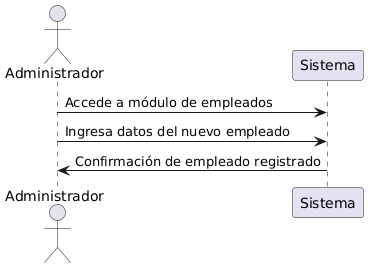 Administrador
Sistema
Accede a módulo de empleados
Ingresa datos del nuevo empleado
Confirmación de empleado registrado
Administrador
Sistema